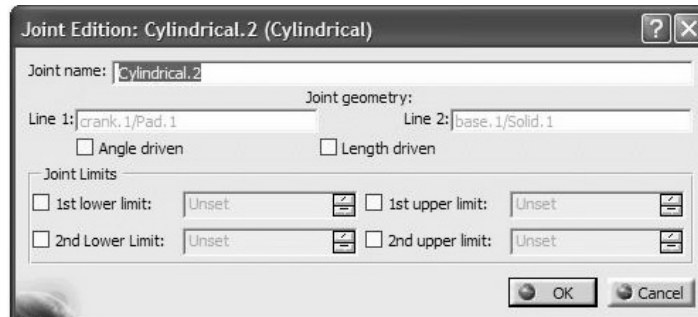 Joint Edition: Cylindrical.2 (Cylindrical)
Joint name: Cylindrical.2
Joint geometry:
Line 1: crank.1/Pad.1 Line 2: base.1/Solid.1
Angle driven Length driven
Joint Limits
1st lower limit: Unset 1st upper limit: Unset
2nd Lower Limit: Unset 2nd upper limit: Unset
OK Cancel